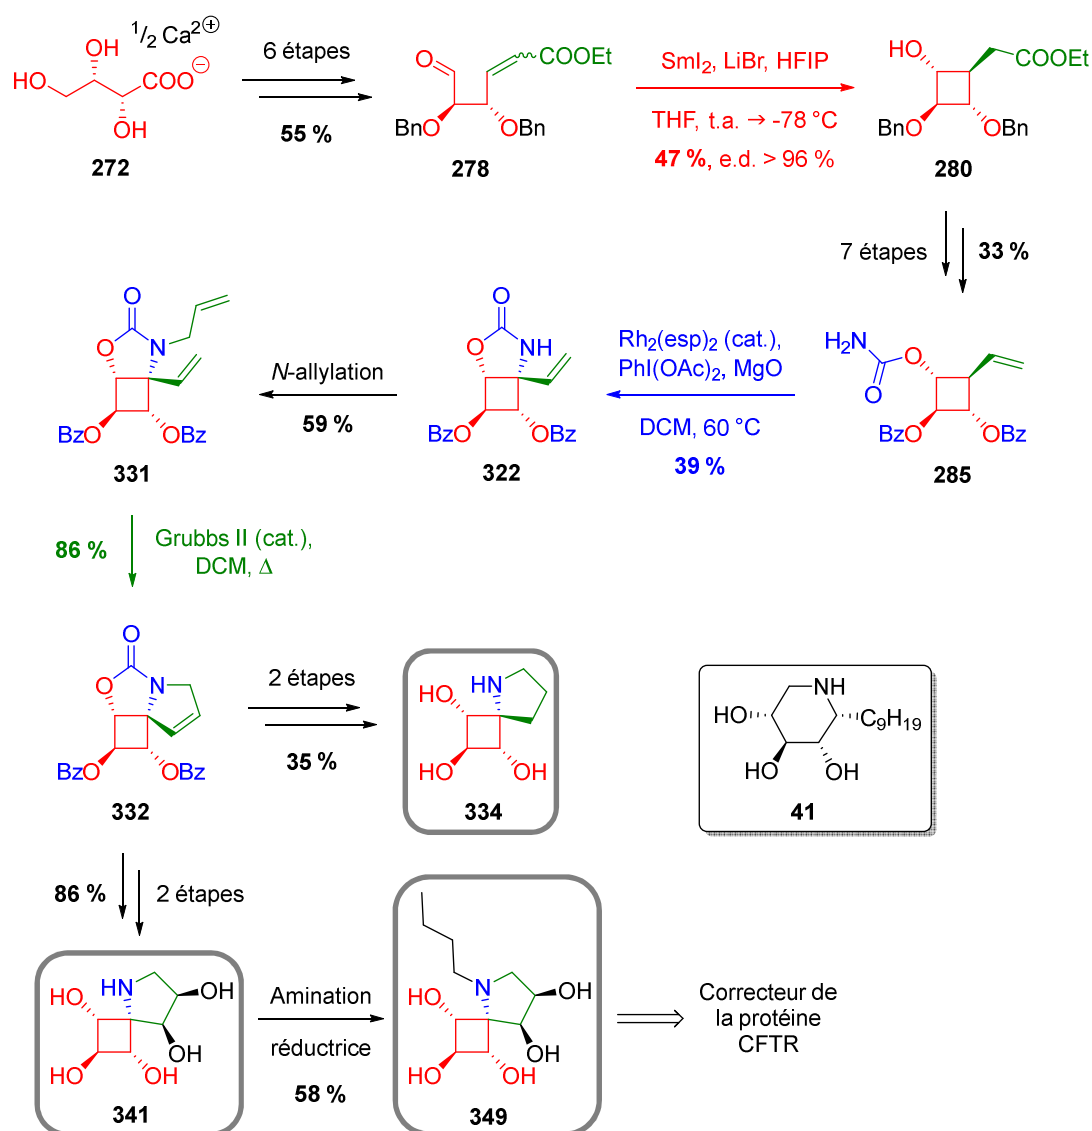 1/2 Ca⊕
OH
HO
COO⊖
OH
272
6 étapes
55 %
O
COOEt
BnO
OBn
278
SmI2, LiBr, HFIP
THF, t.a. → -78 °C
47 %, e.d. > 96 %
HO
COOEt
BnO
OBn
280
7 étapes
33 %
O
O
N
BzO
OBz
331
N-allylation
59 %
O
O
NH
BzO
OBz
322
Rh2(esp)2 (cat.),
PhI(OAc)2, MgO
DCM, 60 °C
39 %
H2N
O
O
BzO
OBz
285
86 %
Grubbs II (cat.),
DCM, Δ
O
O
N
BzO
OBz
332
2 étapes
35 %
HN
HO
HO
OH
334
NH
HO
C9H19
HO
OH
41
86 %
2 étapes
HN
HO
OH
OH
HO
OH
341
Amination
réductrice
58 %
N
HO
OH
OH
HO
OH
349
Correcteur de
la protéine
CFTR